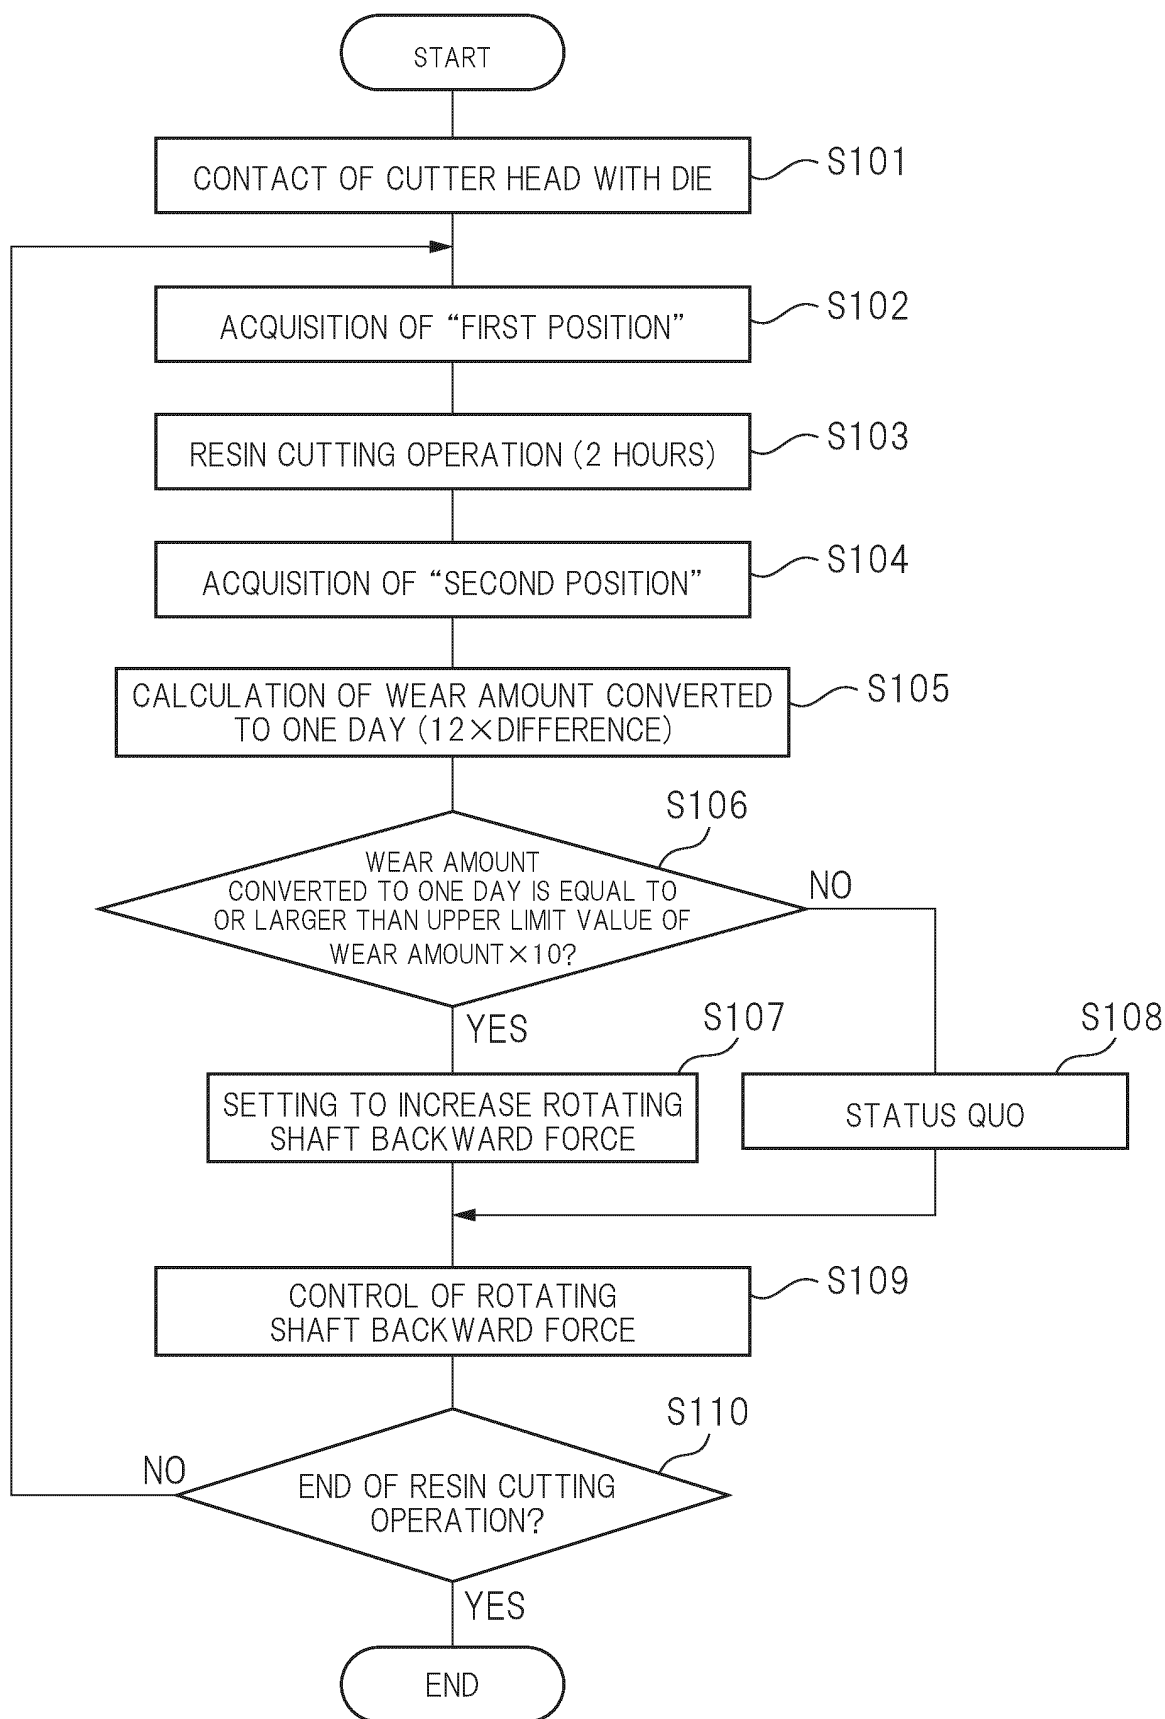 START
CONTACT OF CUTTER HEAD WITH DIE
S101
ACQUISITION OF “FIRST POSITION”
S102
RESIN CUTTING OPERATION (2 HOURS)
S103
ACQUISITION OF “SECOND POSITION”
S104
CALCULATION OF WEAR AMOUNT CONVERTED
TO ONE DAY (12×DIFFERENCE)
S105
S106
WEAR AMOUNT
CONVERTED TO ONE DAY IS EQUAL TO
OR LARGER THAN UPPER LIMIT VALUE OF
WEAR AMOUNT×10?
NO
YES
S107
SETTING TO INCREASE ROTATING
SHAFT BACKWARD FORCE
S108
STATUS QUO
CONTROL OF ROTATING
SHAFT BACKWARD FORCE
S109
S110
NO
END OF RESIN CUTTING
OPERATION?
YES
END